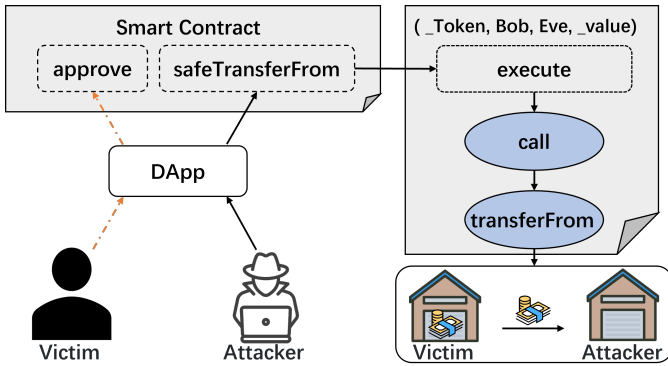 Smart Contract
approve
safeTransferFrom
DApp
Victim
Attacker
( _Token, Bob, Eve, _value)
execute
call
transferFrom
Victim
Attacker